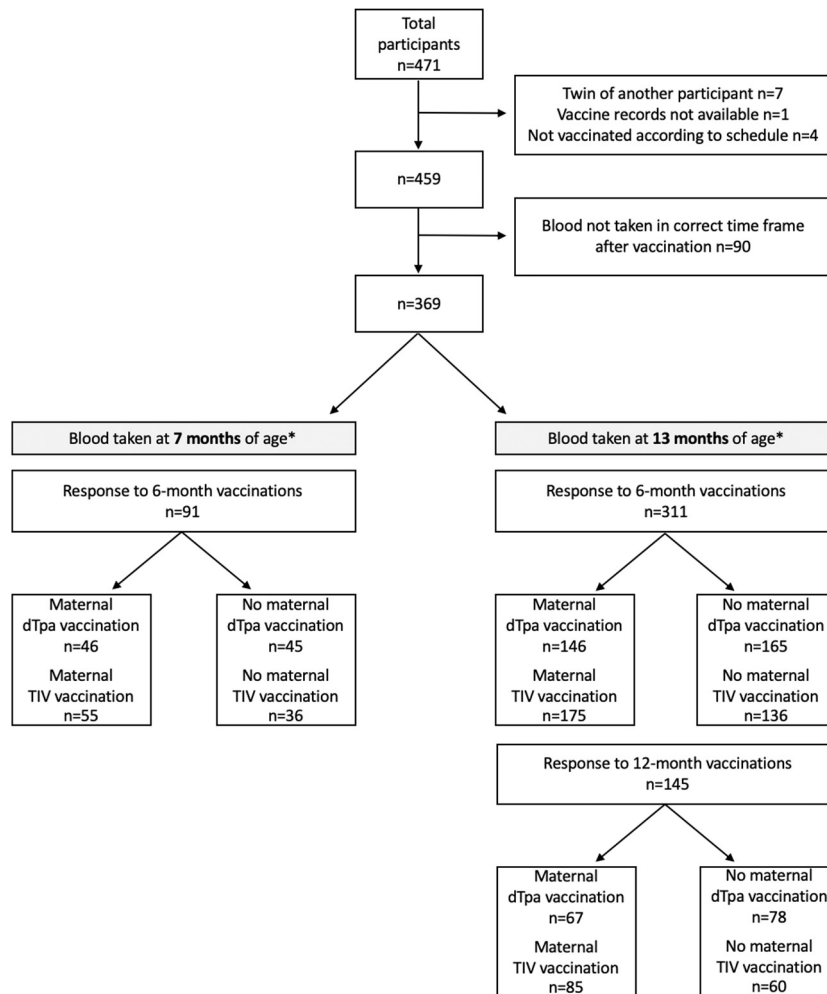 Total
participants
n=471
Twin of another participant n=7
Vaccine records not available n=1
Not vaccinated according to schedule n=4
n=459
Blood not taken in correct time frame
after vaccination n=90
n=369
Blood taken at 7 months of age*
Blood taken at 13 months of age*
Response to 6-month vaccinations
n=91
Response to 6-month vaccinations
n=311
Maternal
dTpa vaccination
n=46
Maternal
TIV vaccination
n=55
No maternal
dTpa vaccination
n=45
No maternal
TIV vaccination
n=36
Maternal
dTpa vaccination
n=146
Maternal
TIV vaccination
n=175
No maternal
dTpa vaccination
n=165
No maternal
TIV vaccination
n=136
Response to 12-month vaccinations
n=145
Maternal
dTpa vaccination
n=67
Maternal
TIV vaccination
n=85
No maternal
dTpa vaccination
n=78
No maternal
TIV vaccination
n=60